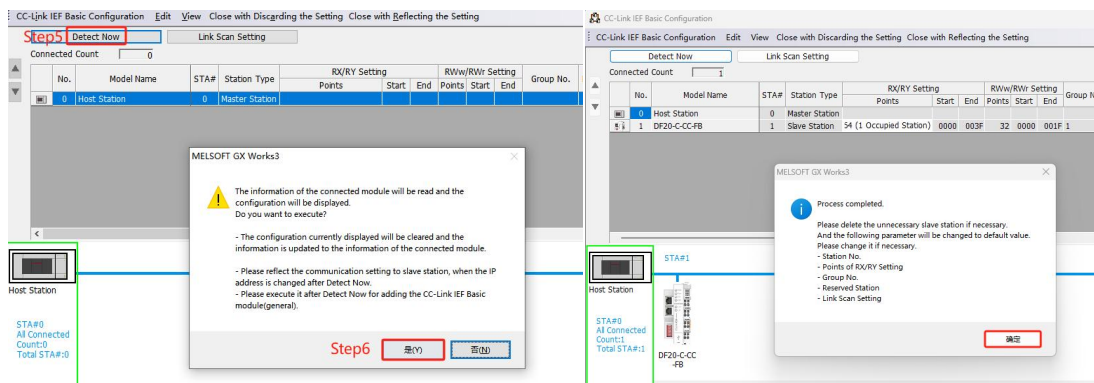 CC-Link IEF Basic Configuration Edit View Close with Discarding the Setting Close with Reflecting the Setting
Step5 Detect Now Link Scan Setting
Connected Count 0
No. Model Name STA# Station Type RX/RY Setting RWw/RWr Setting Group No.
Points Start End Points Start End
0 Host Station 0 Master Station
MELSOFT GX Works3
The information of the connected module will be read and the
configuration will be displayed.
Do you want to execute?
- The configuration currently displayed will be cleared and the
information is updated to the information of the connected module.
- Please reflect the communication setting to slave station, when the IP
address is changed after Detect Now.
- Please execute it after Detect Now for adding the CC-Link IEF Basic
module(general).
Step6 是(Y) 否(N)
Host Station
STA#0
All Connected
Count:0
Total STA#:0
CC-Link IEF Basic Configuration
CC-Link IEF Basic Configuration Edit View Close with Discarding the Setting Close with Reflecting the Setting
Detect Now Link Scan Setting
Connected Count 1
No. Model Name STA# Station Type RX/RY Setting RWw/RWr Setting Group N
Points Start End Points Start End
0 Host Station 0 Master Station
1 DF20-C-CC-FB 1 Slave Station 54 (1 Occupied Station) 0000 003F 32 0000 001F 1
MELSOFT GX Works3
Process completed.
Please delete the unnecessary slave station if necessary.
And the following parameter will be changed to default value.
Please change it if necessary.
- Station No.
- Points of RX/RY Setting
- Group No.
- Reserved Station
- Link Scan Setting
确定
STA#1
Host Station
STA#0
All Connected
Count:1
Total STA#:1
DF20-C-CC
-FB